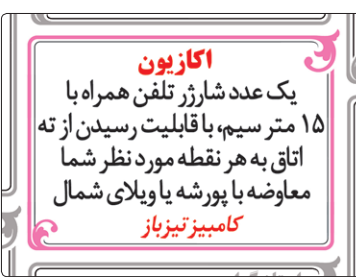 اکازیون
یک عدد شارژر تلفن همراه با
۱۵ متر سیم، با قابلیت رسیدن از ته
اتاق به هر نقطه مورد نظر شما
معاوضه با پورشه یا ویلای شمال
کامبیز تیزباز